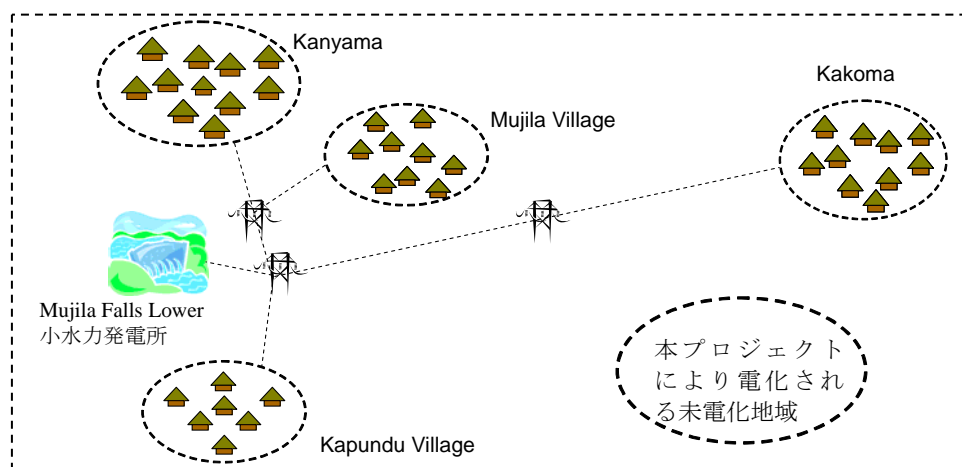 Kanyama
Kakoma
Mujila Village
Mujila Falls Lower
小水力発電所
本プロジェクト
により電化され
る未電化地域
Kapundu Village